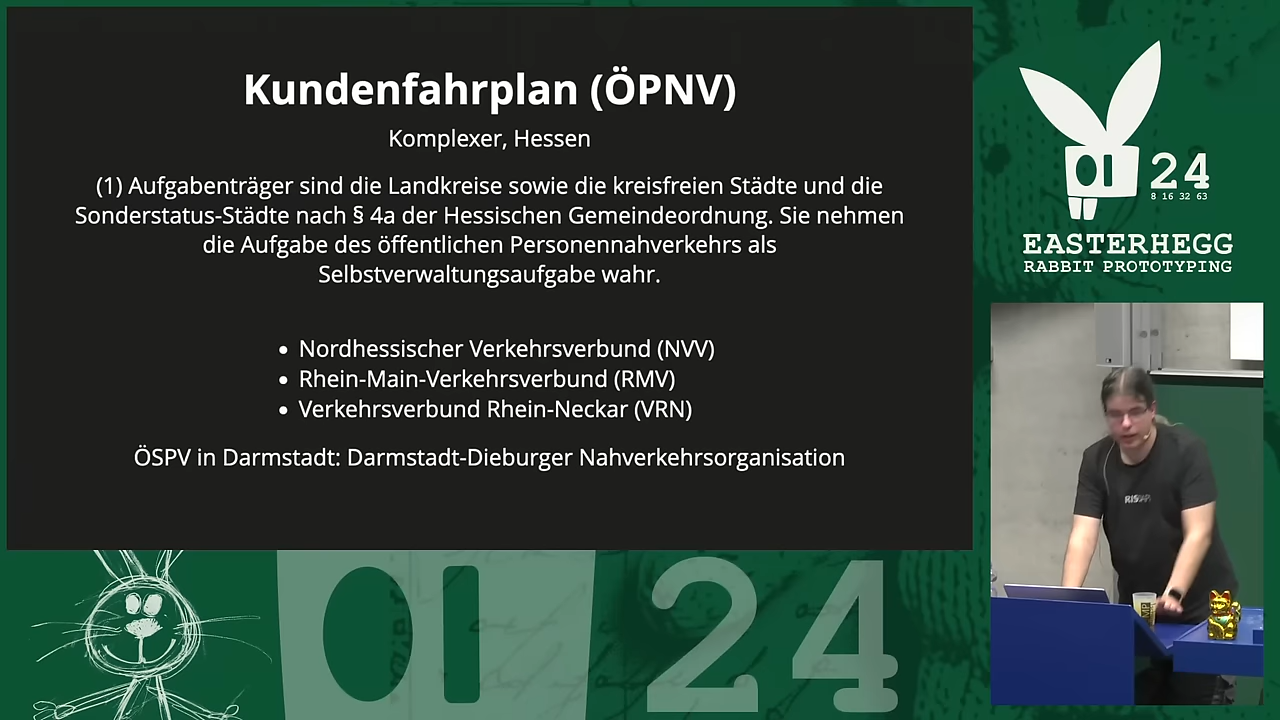 Kundenfahrplan (ÖPNV)
Komplexer, Hessen
(1) Aufgabenträger sind die Landkreise sowie die kreisfreien Städte und die
Sonderstatus-Städte nach § 4a der Hessischen Gemeindeordnung. Sie nehmen
die Aufgabe des öffentlichen Personennahverkehrs als
Selbstverwaltungsaufgabe wahr.
• Nordhessischer Verkehrsverbund (NVV)
• Rhein-Main-Verkehrsverbund (RMV)
• Verkehrsverbund Rhein-Neckar (VRN)
ÖSPV in Darmstadt: Darmstadt-Dieburger Nahverkehrsorganisation
24
8 16 32 63
EASTERHEGG
RABBIT PROTOTYPING
RIS
24